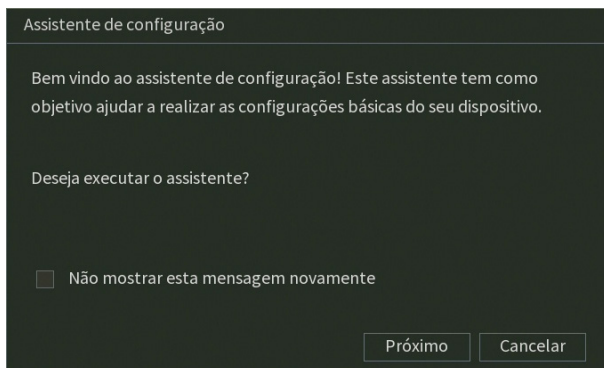 Assistente de configuração
Bem vindo ao assistente de configuração! Este assistente tem como
objetivo ajudar a realizar as configurações básicas do seu dispositivo.
Deseja executar o assistente?
Não mostrar esta mensagem novamente
Próximo
Cancelar